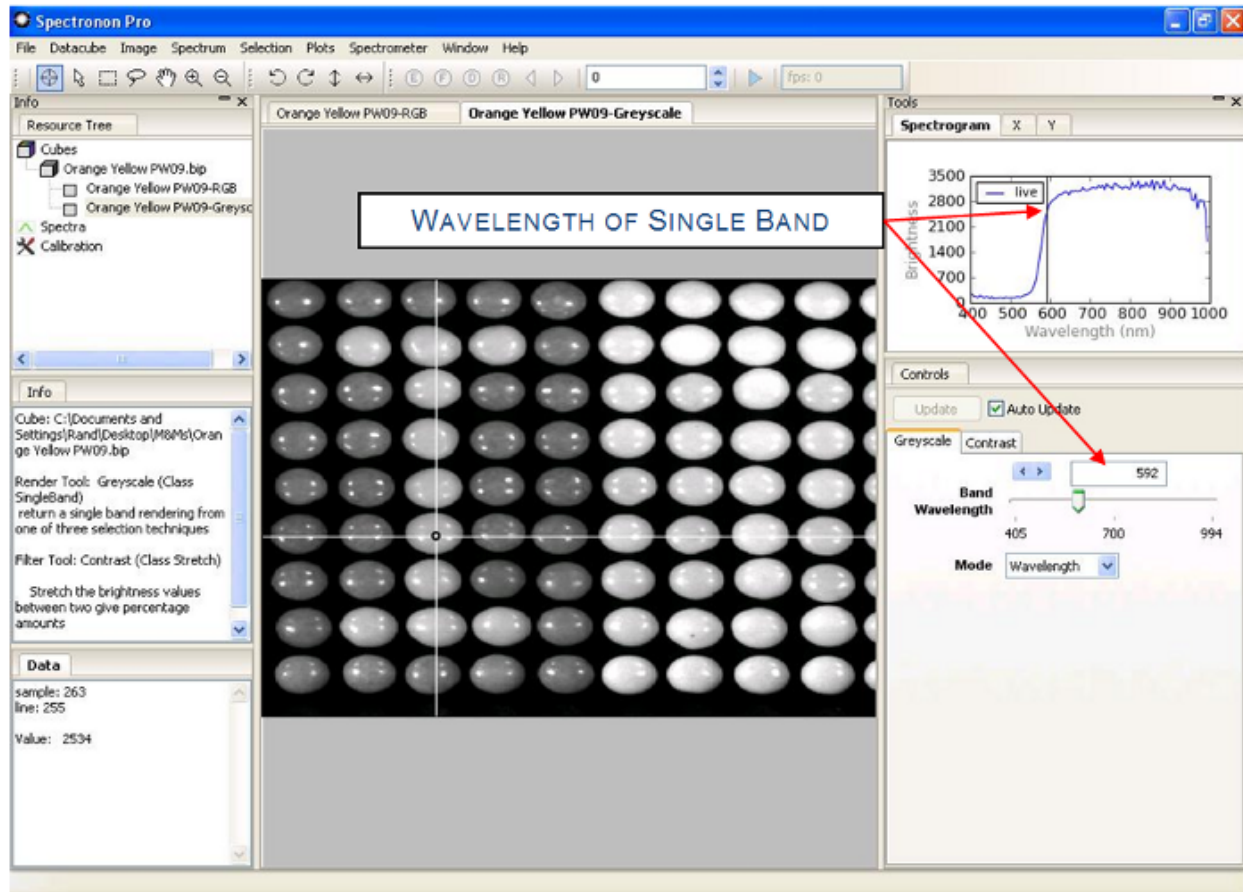 Spectronon Pro
File Datacube Image Spectrum Selection Plots Spectrometer Window Help
E F D R 0 fps: 0
Info
Resource Tree
Cubes
Orange Yellow PW09.bip
Orange Yellow PW09-RGB
Orange Yellow PW09-Greysc
Spectra
Calibration
Info
Cube: C:\Documents and
Settings\Rand\Desktop\M&Ms\Oran
ge Yellow PW09.bip
Render Tool: Greyscale (Class
SingleBand)
return a single band rendering from
one of three selection techniques
Filter Tool: Contrast (Class Stretch)
Stretch the brightness values
between two give percentage
amounts
Data
sample: 263
line: 255
Value: 2534
Orange Yellow PW09-RGB Orange Yellow PW09-Greyscale
WAVELENGTH OF SINGLE BAND
Tools
Spectrogram X Y
live
Brightness
3500
2800
2100
1400
700
0
400 500 600 700 800 900 1000
Wavelength (nm)
Controls
Update Auto Update
Greyscale Contrast
592
Band
Wavelength
405 700 994
Mode Wavelength